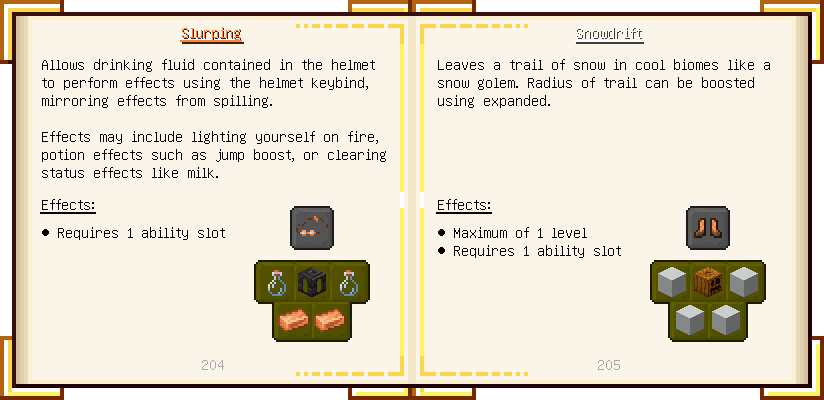 Slurping
Allows drinking fluid contained in the helmet
to perform effects using the helmet keybind,
mirroring effects from spilling.
Effects may include lighting yourself on fire,
potion effects such as jump boost, or clearing
status effects like milk.
Effects:
● Requires 1 ability slot
204
Snowdrift
Leaves a trail of snow in cool biomes like a
snow golem. Radius of trail can be boosted
using expanded.
Effects:
● Maximum of 1 level
● Requires 1 ability slot
205